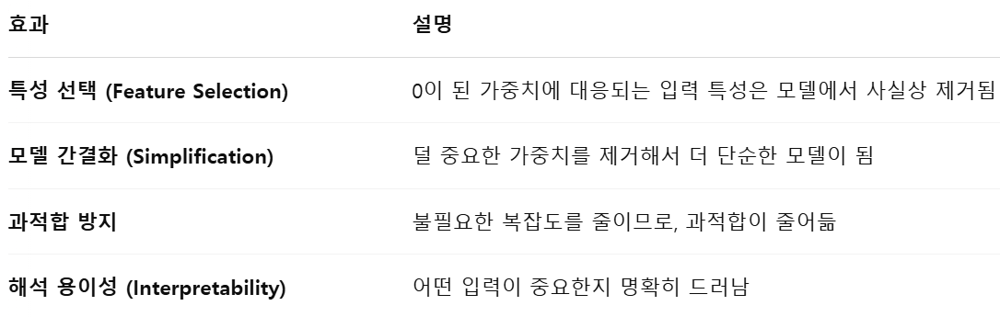 효과 설명
특성 선택 (Feature Selection) 0이 된 가중치에 대응되는 입력 특성은 모델에서 사실상 제거됨
모델 간결화 (Simplification) 덜 중요한 가중치를 제거해서 더 단순한 모델이 됨
과적합 방지 불필요한 복잡도를 줄이므로, 과적합이 줄어듦
해석 용이성 (Interpretability) 어떤 입력이 중요한지 명확히 드러남